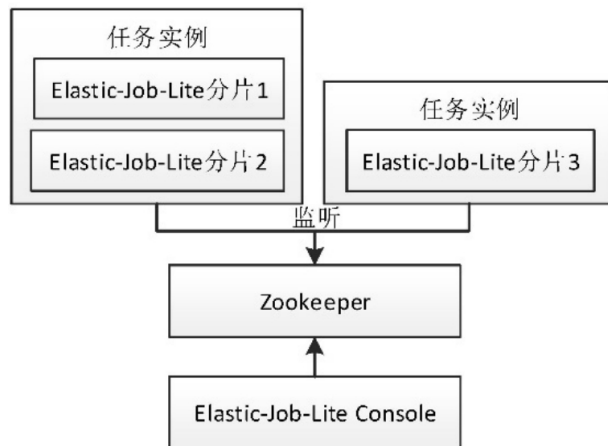 任务实例
Elastic-Job-Lite分片1
Elastic-Job-Lite分片2
任务实例
Elastic-Job-Lite分片3
监听
Zookeeper
Elastic-Job-Lite Console